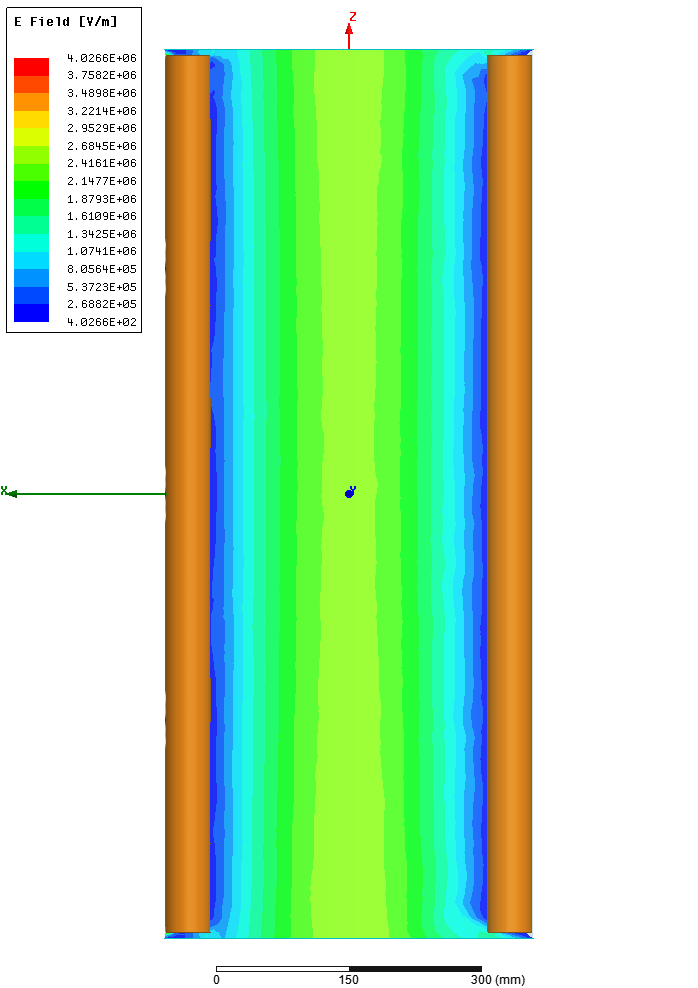 E Field [V/m]
4.0266E+06
3.7582E+06
3.4898E+06
3.2214E+06
2.9529E+06
2.6845E+06
2.4161E+06
2.1477E+06
1.8793E+06
1.6109E+06
1.3425E+06
1.0741E+06
8.0564E+05
5.3723E+05
2.6882E+05
4.0266E+02
Z
X
Y
0 150 300 (mm)